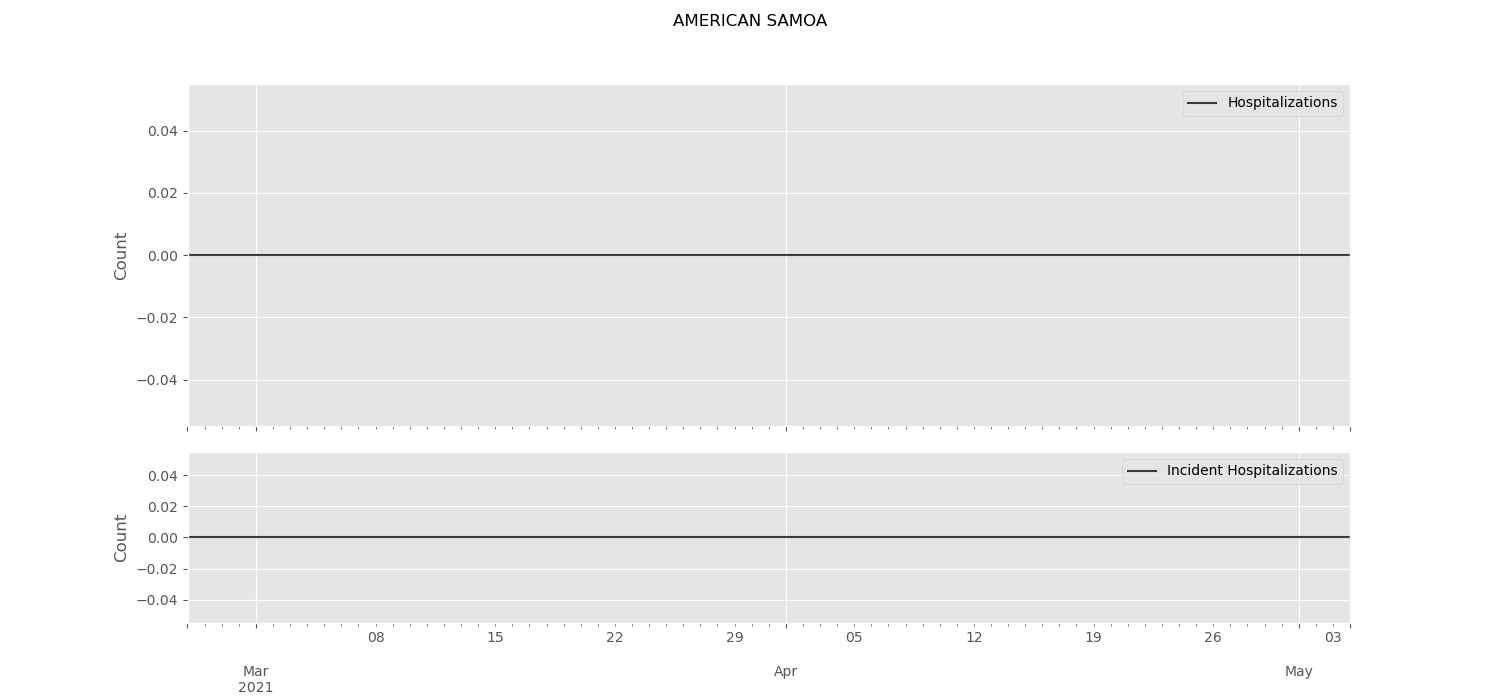 AMERICAN SAMOA
Hospitalizations
Count
0.04
0.02
0.00
−0.02
−0.04
Incident Hospitalizations
Count
0.04
0.02
0.00
−0.02
−0.04
08 15 22 29 05 12 19 26 03
Mar Apr May
2021